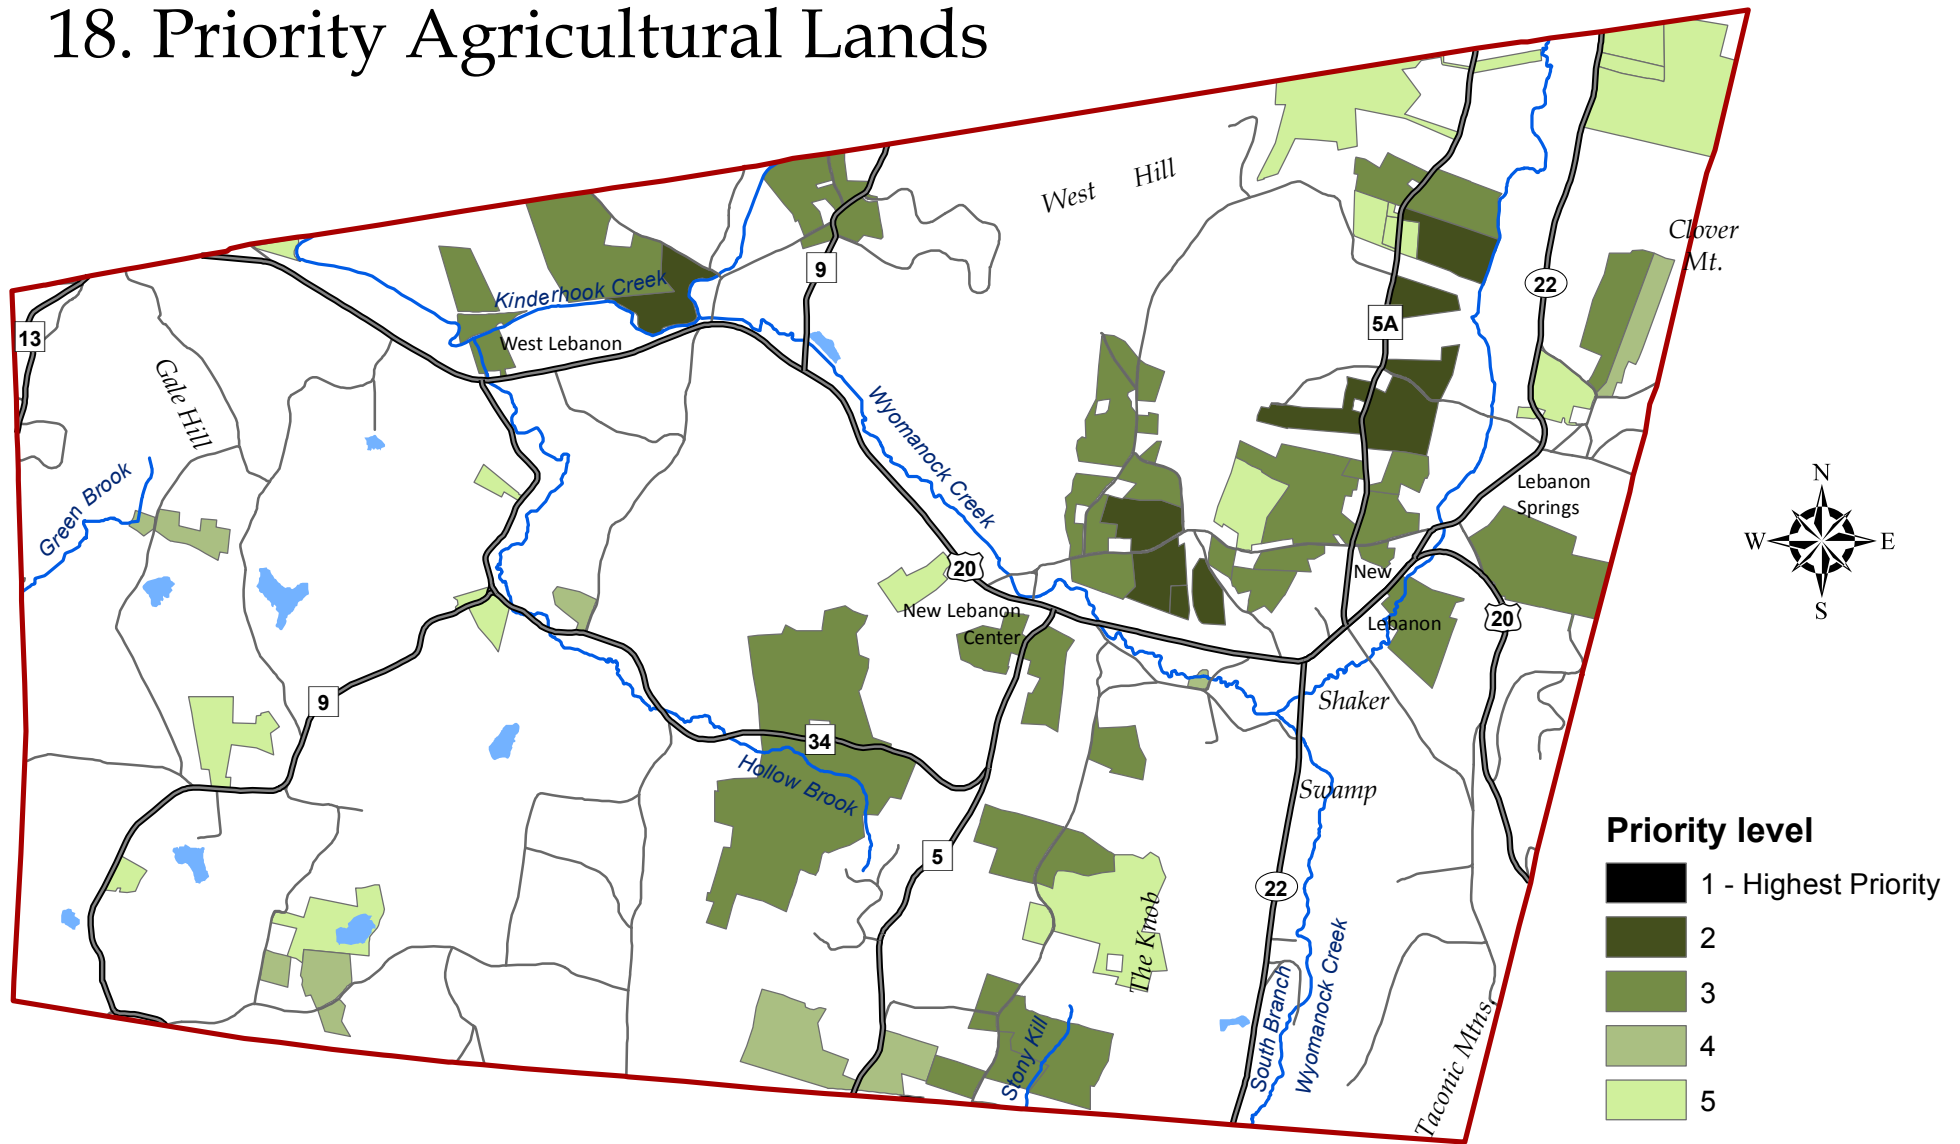 18. Priority Agricultural Lands
West Hill
Clover
Mt.
9
22
Kinderhook Creek
West Lebanon
13
5A
Gale Hill
Wyomanock Creek
Green Brook
Lebanon
Springs
N
W
E
S
20
New
New Lebanon
Center
Lebanon
20
9
Shaker
34
Hollow Brook
Swamp
5
22
The Knob
South Branch
Wyomanock Creek
Stony Kill
Taconic Mtns.
Priority level
1 - Highest Priority
2
3
4
5